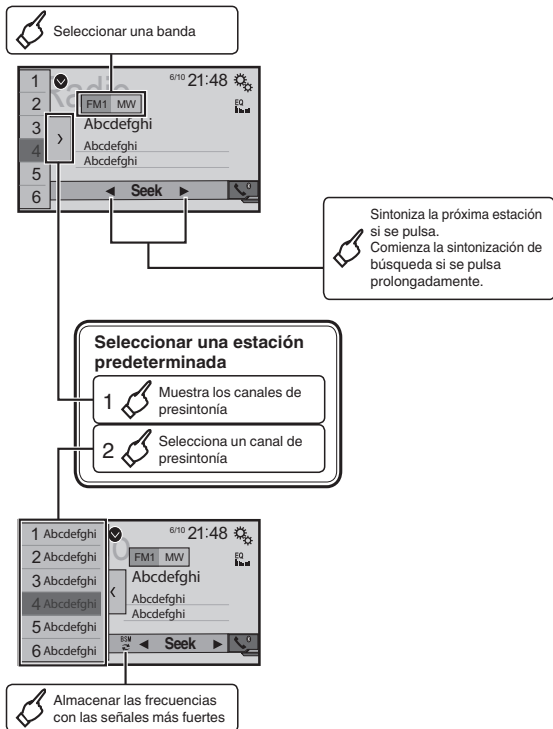 Seleccionar una banda
1
2
3
4
5
6
Radio
6/10 21:48
FM1 MW
EQ
Abcdefghi
Abcdefghi
Abcdefghi
Seek
Sintoniza la próxima estación
si se pulsa.
Comienza la sintonización de
búsqueda si se pulsa
prolongadamente.
Seleccionar una estación
predeterminada
1 Muestra los canales de
presintonía
2 Selecciona un canal de
presintonía
1 Abcdefghi
2 Abcdefghi
3 Abcdefghi
4 Abcdefghi
5 Abcdefghi
6 Abcdefghi
6/10 21:48
FM1 MW
EQ
Abcdefghi
Abcdefghi
Abcdefghi
BSM
Seek
Almacenar las frecuencias
con las señales más fuertes